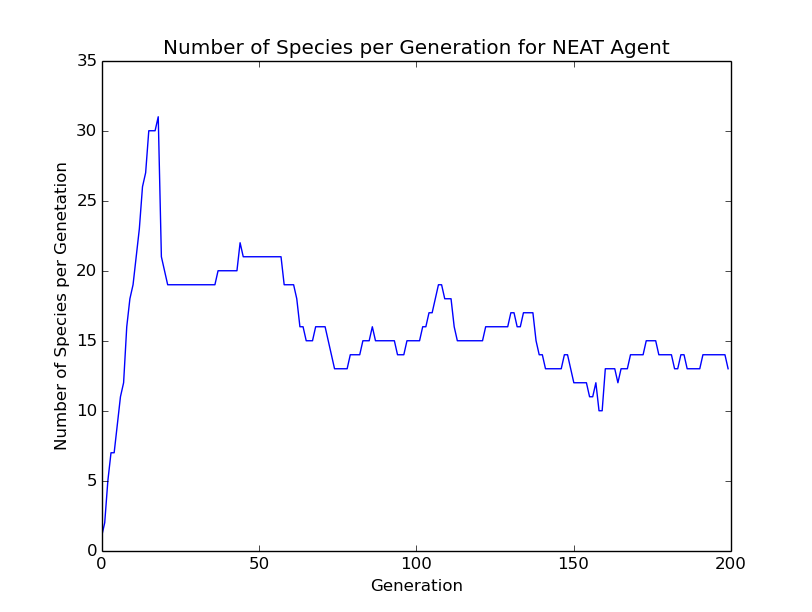 Number of Species per Generation for NEAT Agent
35
30
25
20
15
10
5
0
Number of Species per Genetation
0 50 100 150 200
Generation